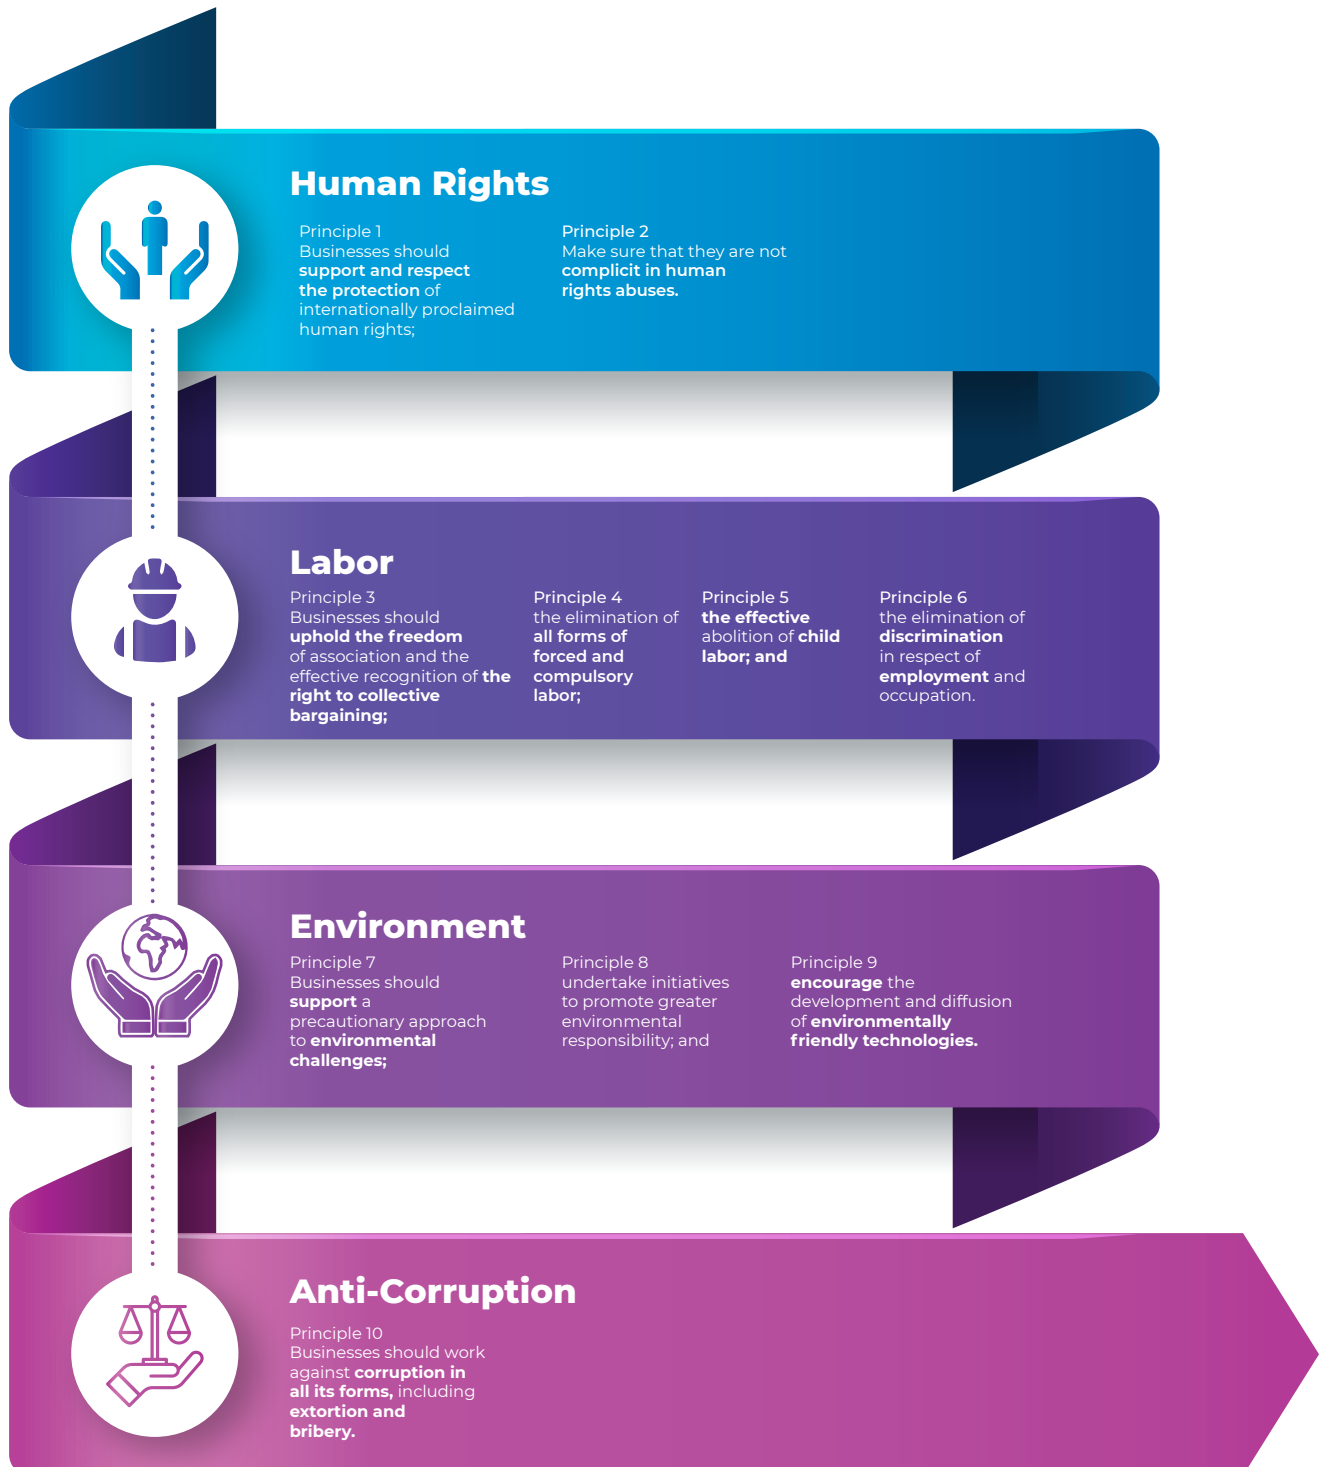 Human Rights
Principle 1
Businesses should
support and respect
the protection of
internationally proclaimed
human rights;
Principle 2
Make sure that they are not
complicit in human
rights abuses.
Labor
Principle 3
Businesses should
uphold the freedom
of association and the
effective recognition of the
right to collective
bargaining;
Principle 4
the elimination of
all forms of
forced and
compulsory
labor;
Principle 5
the effective
abolition of child
labor; and
Principle 6
the elimination of
discrimination
in respect of
employment and
occupation.
Environment
Principle 7
Businesses should
support a
precautionary approach
to environmental
challenges;
Principle 8
undertake initiatives
to promote greater
environmental
responsibility; and
Principle 9
encourage the
development and diffusion
of environmentally
friendly technologies.
Anti-Corruption
Principle 10
Businesses should work
against corruption in
all its forms, including
extortion and
bribery.